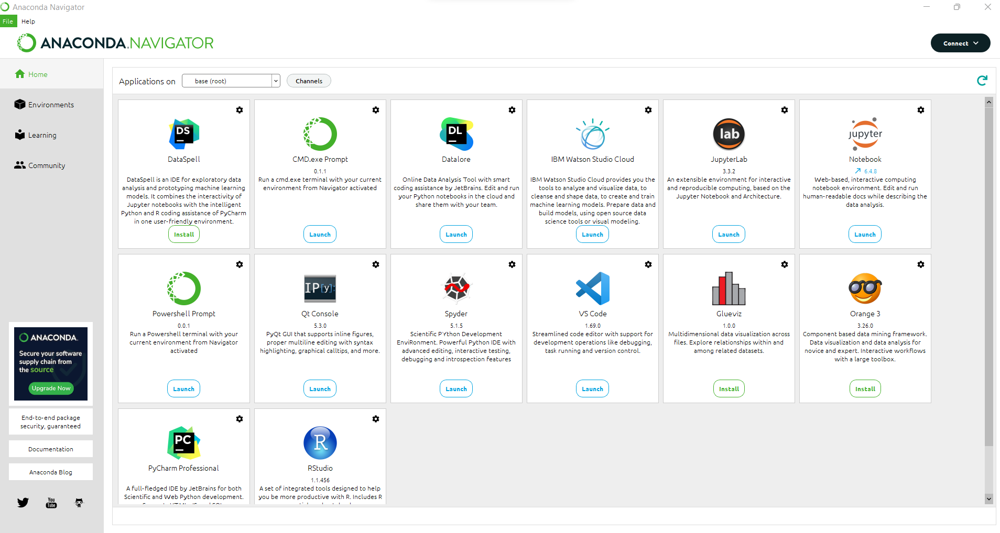 Anaconda Navigator
File Help
ANACONDA.NAVIGATOR
Connect
Home
Environments
Learning
Community
ANACONDA.
Secure your software
supply chain from
the source
Upgrade Now
End-to-end package
security, guaranteed
Documentation
Anaconda Blog
You
Tube
Applications on
base (root)
Channels
DS
DataSpell
DataSpell is an IDE for exploratory data
analysis and prototyping machine learning
models. It combines the interactivity of
Jupyter notebooks with the intelligent
Python and R coding assistance of PyCharm
in one user-friendly environment.
Install
CMD.exe Prompt
0.1.1
Run a cmd.exe terminal with your current
environment from Navigator activated
Launch
DL
Datalore
Online Data Analysis Tool with smart
coding assistance by JetBrains. Edit and run
your Python notebooks in the cloud and
share them with your team.
Launch
IBM Watson Studio Cloud
IBM Watson Studio Cloud provides you the
tools to analyze and visualize data, to
cleanse and shape data, to create and train
machine learning models. Prepare data and
build models, using open source data
science tools or visual modeling.
Launch
lab
JupyterLab
3.3.2
An extensible environment for interactive
and reproducible computing, based on the
Jupyter Notebook and Architecture.
Launch
jupyter
Notebook
6.4.8
Web-based, interactive computing
notebook environment. Edit and run
human-readable docs while describing the
data analysis.
Launch
Powershell Prompt
0.0.1
Run a Powershell terminal with your
current environment from Navigator
activated
Launch
IP[y]:
Qt Console
5.3.0
PyQt GUI that supports inline figures,
proper multiline editing with syntax
highlighting, graphical calltips, and more.
Launch
Spyder
5.1.5
Scientific PYthon Development
EnviRonment. Powerful Python IDE with
advanced editing, interactive testing,
debugging and introspection features
Launch
VS Code
1.69.0
Streamlined code editor with support for
development operations like debugging,
task running and version control.
Launch
Glueviz
1.0.0
Multidimensional data visualization across
files. Explore relationships within and
among related datasets.
Install
Orange 3
3.26.0
Component based data mining framework.
Data visualization and data analysis for
novice and expert. Interactive workflows
with a large toolbox.
Install
PC
PyCharm Professional
A full-fledged IDE by JetBrains for both
Scientific and Web Python development.
R
RStudio
1.1.456
A set of integrated tools designed to help
you be more productive with R. Includes R